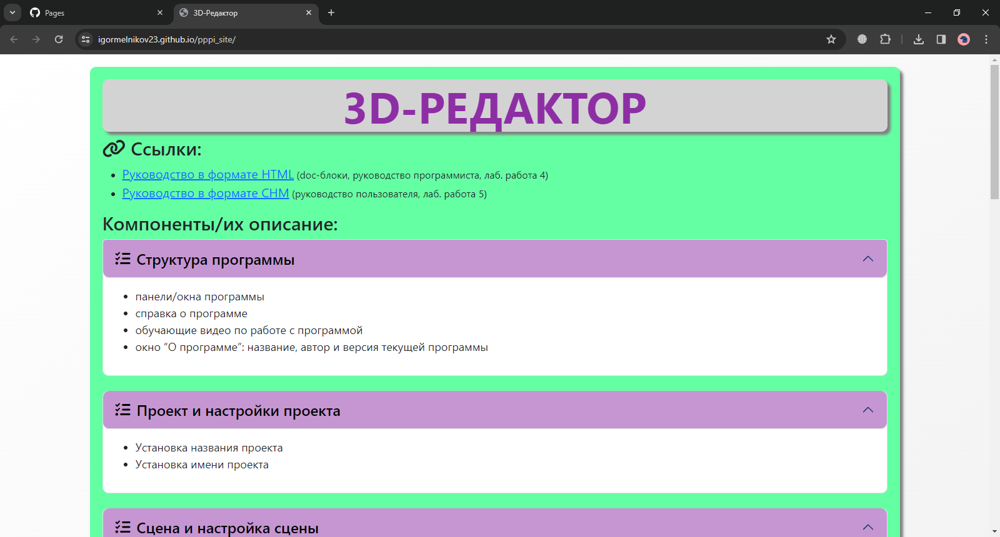 Pages
3D-Редактор
igormelnikov23.github.io/pppi_site/
3D-РЕДАКТОР
Ссылки:
Руководство в формате HTML (doc-блоки, руководство программиста, лаб. работа 4)
Руководство в формате CHM (руководство пользователя, лаб. работа 5)
Компоненты/их описание:
Структура программы
панели/окна программы
справка о программе
обучающие видео по работе с программой
окно “О программе”: название, автор и версия текущей программы
Проект и настройки проекта
Установка названия проекта
Установка имени проекта
Сцена и настройка сцены